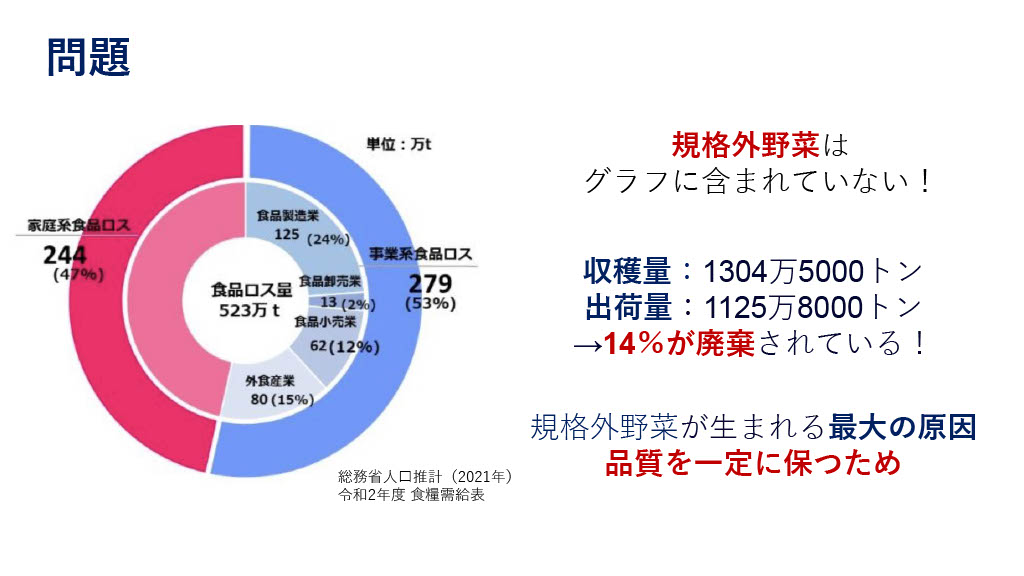 問題
単位：万t
家庭系食品ロス
244
(47%)
食品製造業
125 (24%)
事業系食品ロス
279
(53%)
食品卸売業
13 (2%)
食品ロス量
523万 t
食品小売業
62(12%)
外食産業
80 (15%)
総務省人口推計（2021年）
令和2年度 食糧需給表
規格外野菜は
グラフに含まれていない！
収穫量：1304万5000トン
出荷量：1125万8000トン
→14％が廃棄されている！
規格外野菜が生まれる最大の原因
品質を一定に保つため